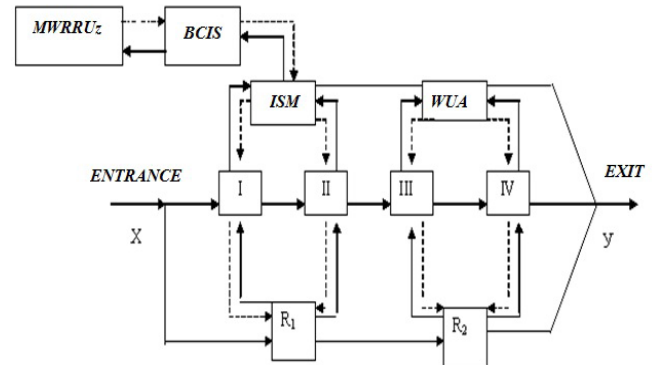 MWRRUz
BCIS
ISM
WUA
ENTRANCE
I
II
III
IV
EXIT
X
y
R1
R2